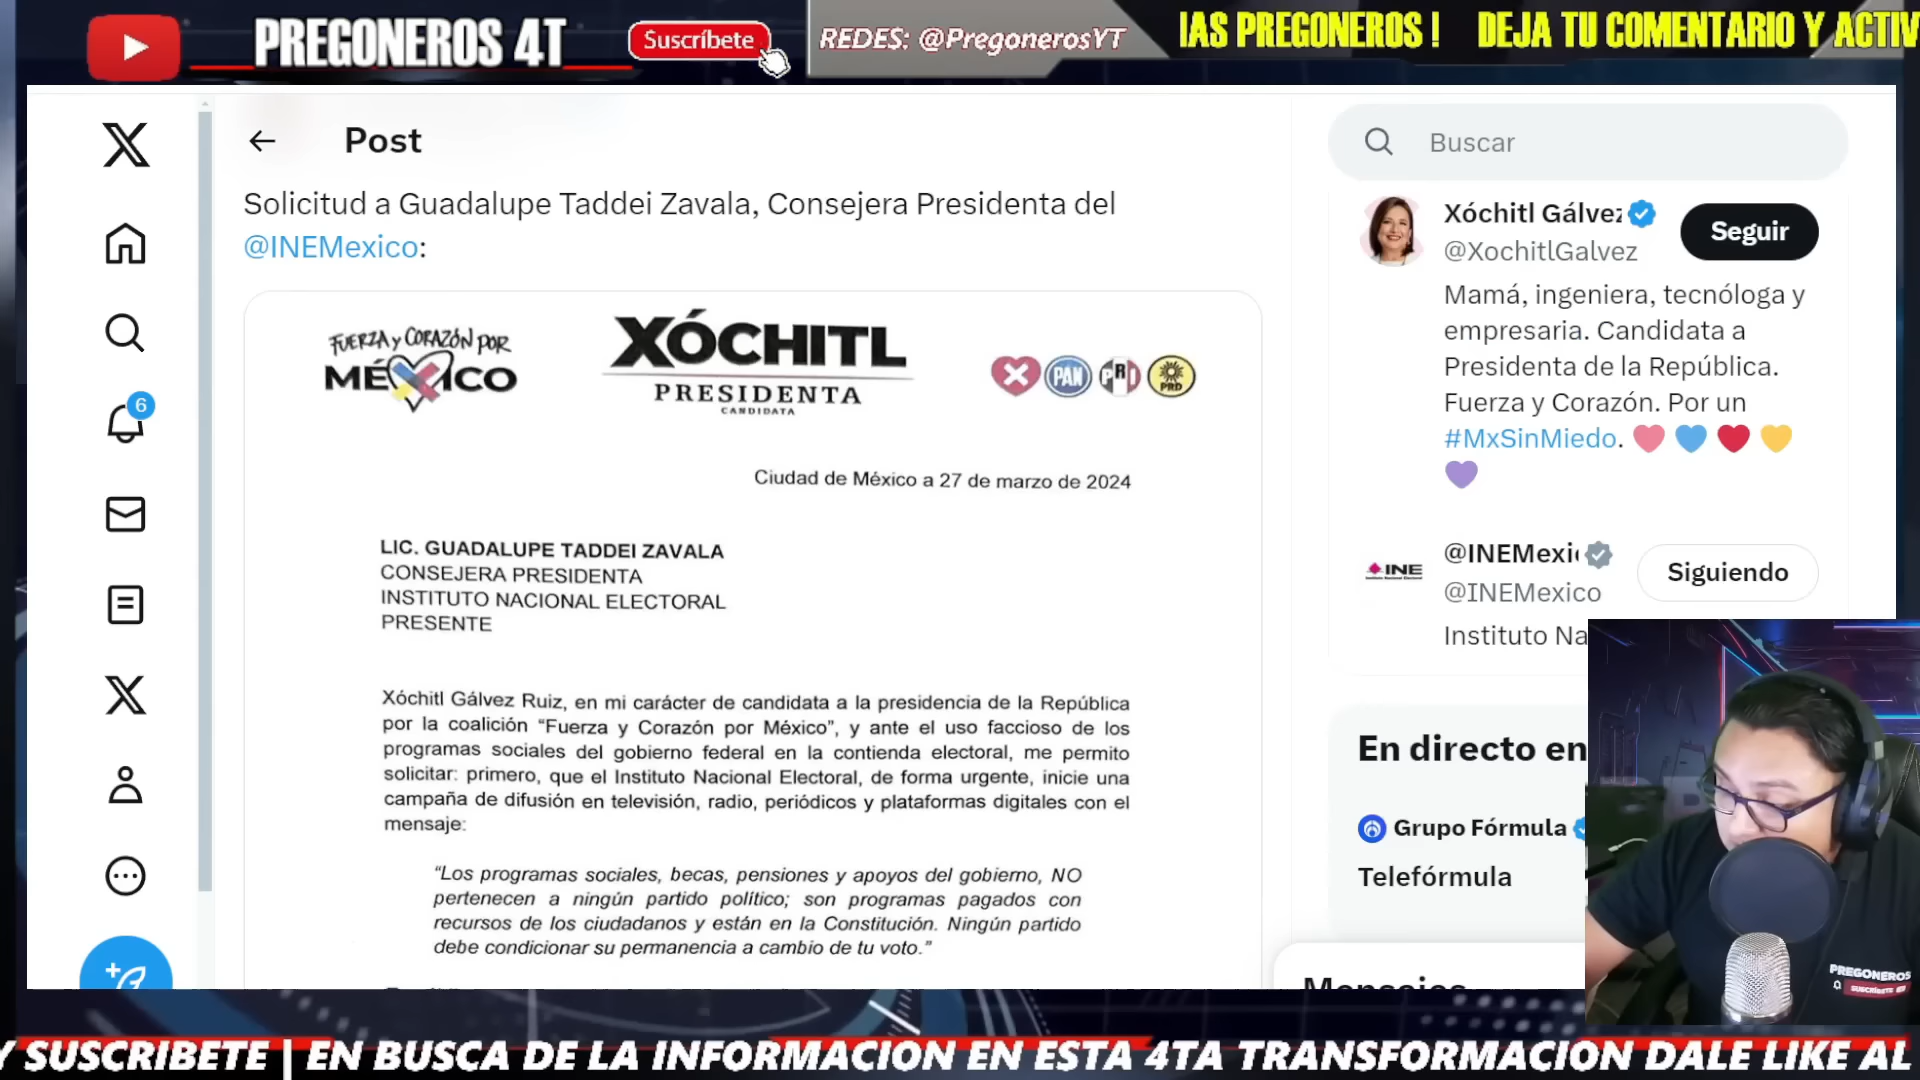 PREGONEROS 4T
Suscríbete
REDES: @PregonerosYT
IAS PREGONEROS ! DEJA TU COMENTARIO Y ACTIV
Post
Solicitud a Guadalupe Taddei Zavala, Consejera Presidenta del
@INEMexico:
FUERZA y CORAZÓN POR
MÉXICO
XÓCHITL
PRESIDENTA
CANDIDATA
PAN
PRI
PRD
Ciudad de México a 27 de marzo de 2024
LIC. GUADALUPE TADDEI ZAVALA
CONSEJERA PRESIDENTA
INSTITUTO NACIONAL ELECTORAL
PRESENTE
Xóchitl Gálvez Ruiz, en mi carácter de candidata a la presidencia de la República
por la coalición “Fuerza y Corazón por México”, y ante el uso faccioso de los
programas sociales del gobierno federal en la contienda electoral, me permito
solicitar: primero, que el Instituto Nacional Electoral, de forma urgente, inicie una
campaña de difusión en televisión, radio, periódicos y plataformas digitales con el
mensaje:
“Los programas sociales, becas, pensiones y apoyos del gobierno, NO
pertenecen a ningún partido político; son programas pagados con
recursos de los ciudadanos y están en la Constitución. Ningún partido
debe condicionar su permanencia a cambio de tu voto.”
6
Buscar
Xóchitl Gálvez
@XochitlGalvez
Seguir
Mamá, ingeniera, tecnóloga y
empresaria. Candidata a
Presidenta de la República.
Fuerza y Corazón. Por un
#MxSinMiedo.
INE
@INEMexi
@INEMexico
Siguiendo
Instituto Na
En directo en
Grupo Fórmula
Telefórmula
Mensajes
PREGONEROS
SUSCRÍBETE
Y SUSCRIBETE | EN BUSCA DE LA INFORMACION EN ESTA 4TA TRANSFORMACION DALE LIKE AL